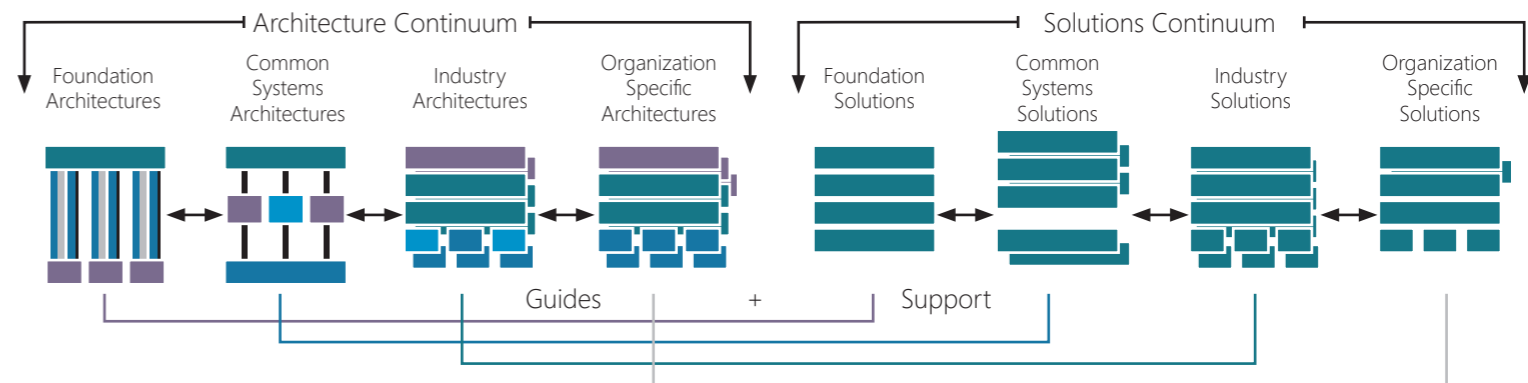 Architecture Continuum
Solutions Continuum
Foundation
Architectures
Common
Systems
Architectures
Industry
Architectures
Organization
Specific
Architectures
Foundation
Solutions
Common
Systems
Solutions
Industry
Solutions
Organization
Specific
Solutions
Guides + Support